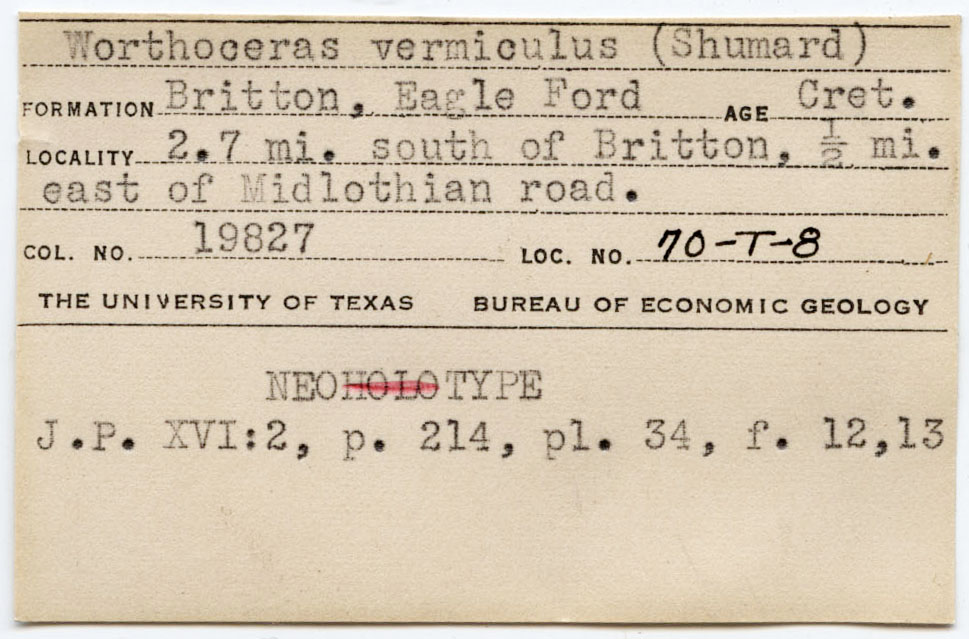 Worthoceras vermiculus (Shumard)
FORMATION Britton, Eagle Ford AGE Cret.
LOCALITY 2.7 mi. south of Britton, ½ mi.
east of Midlothian road.
COL. NO. 19827 LOC. NO. 70-T-8
THE UNIVERSITY OF TEXAS BUREAU OF ECONOMIC GEOLOGY
NEOHOLOTYPE
J.P. XVI:2, p. 214, pl. 34, f. 12,13